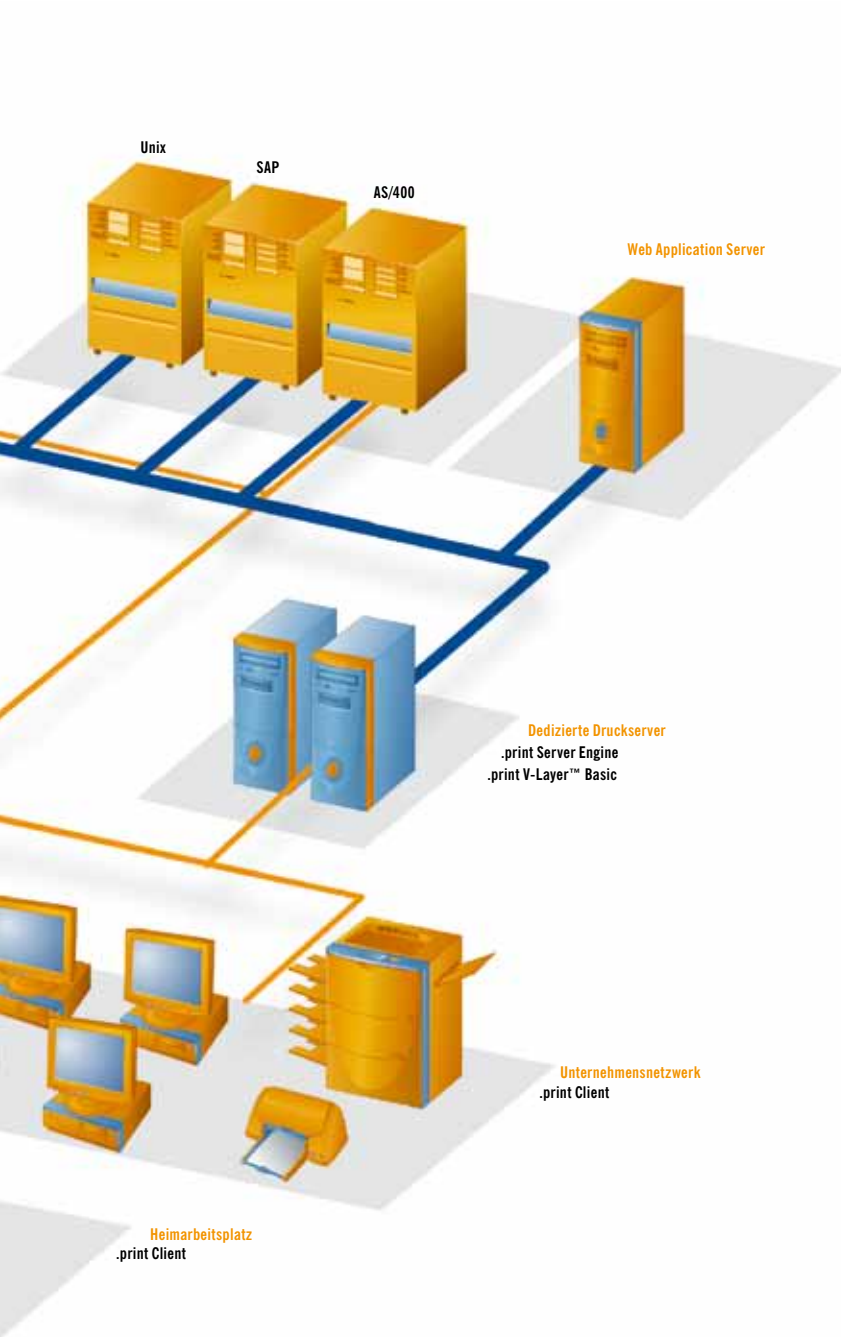 Unix
SAP
AS/400
Web Application Server
Dedizierte Druckserver
.print Server Engine
.print V-Layer™ Basic
Unternehmensnetzwerk
.print Client
Heimarbeitsplatz
.print Client